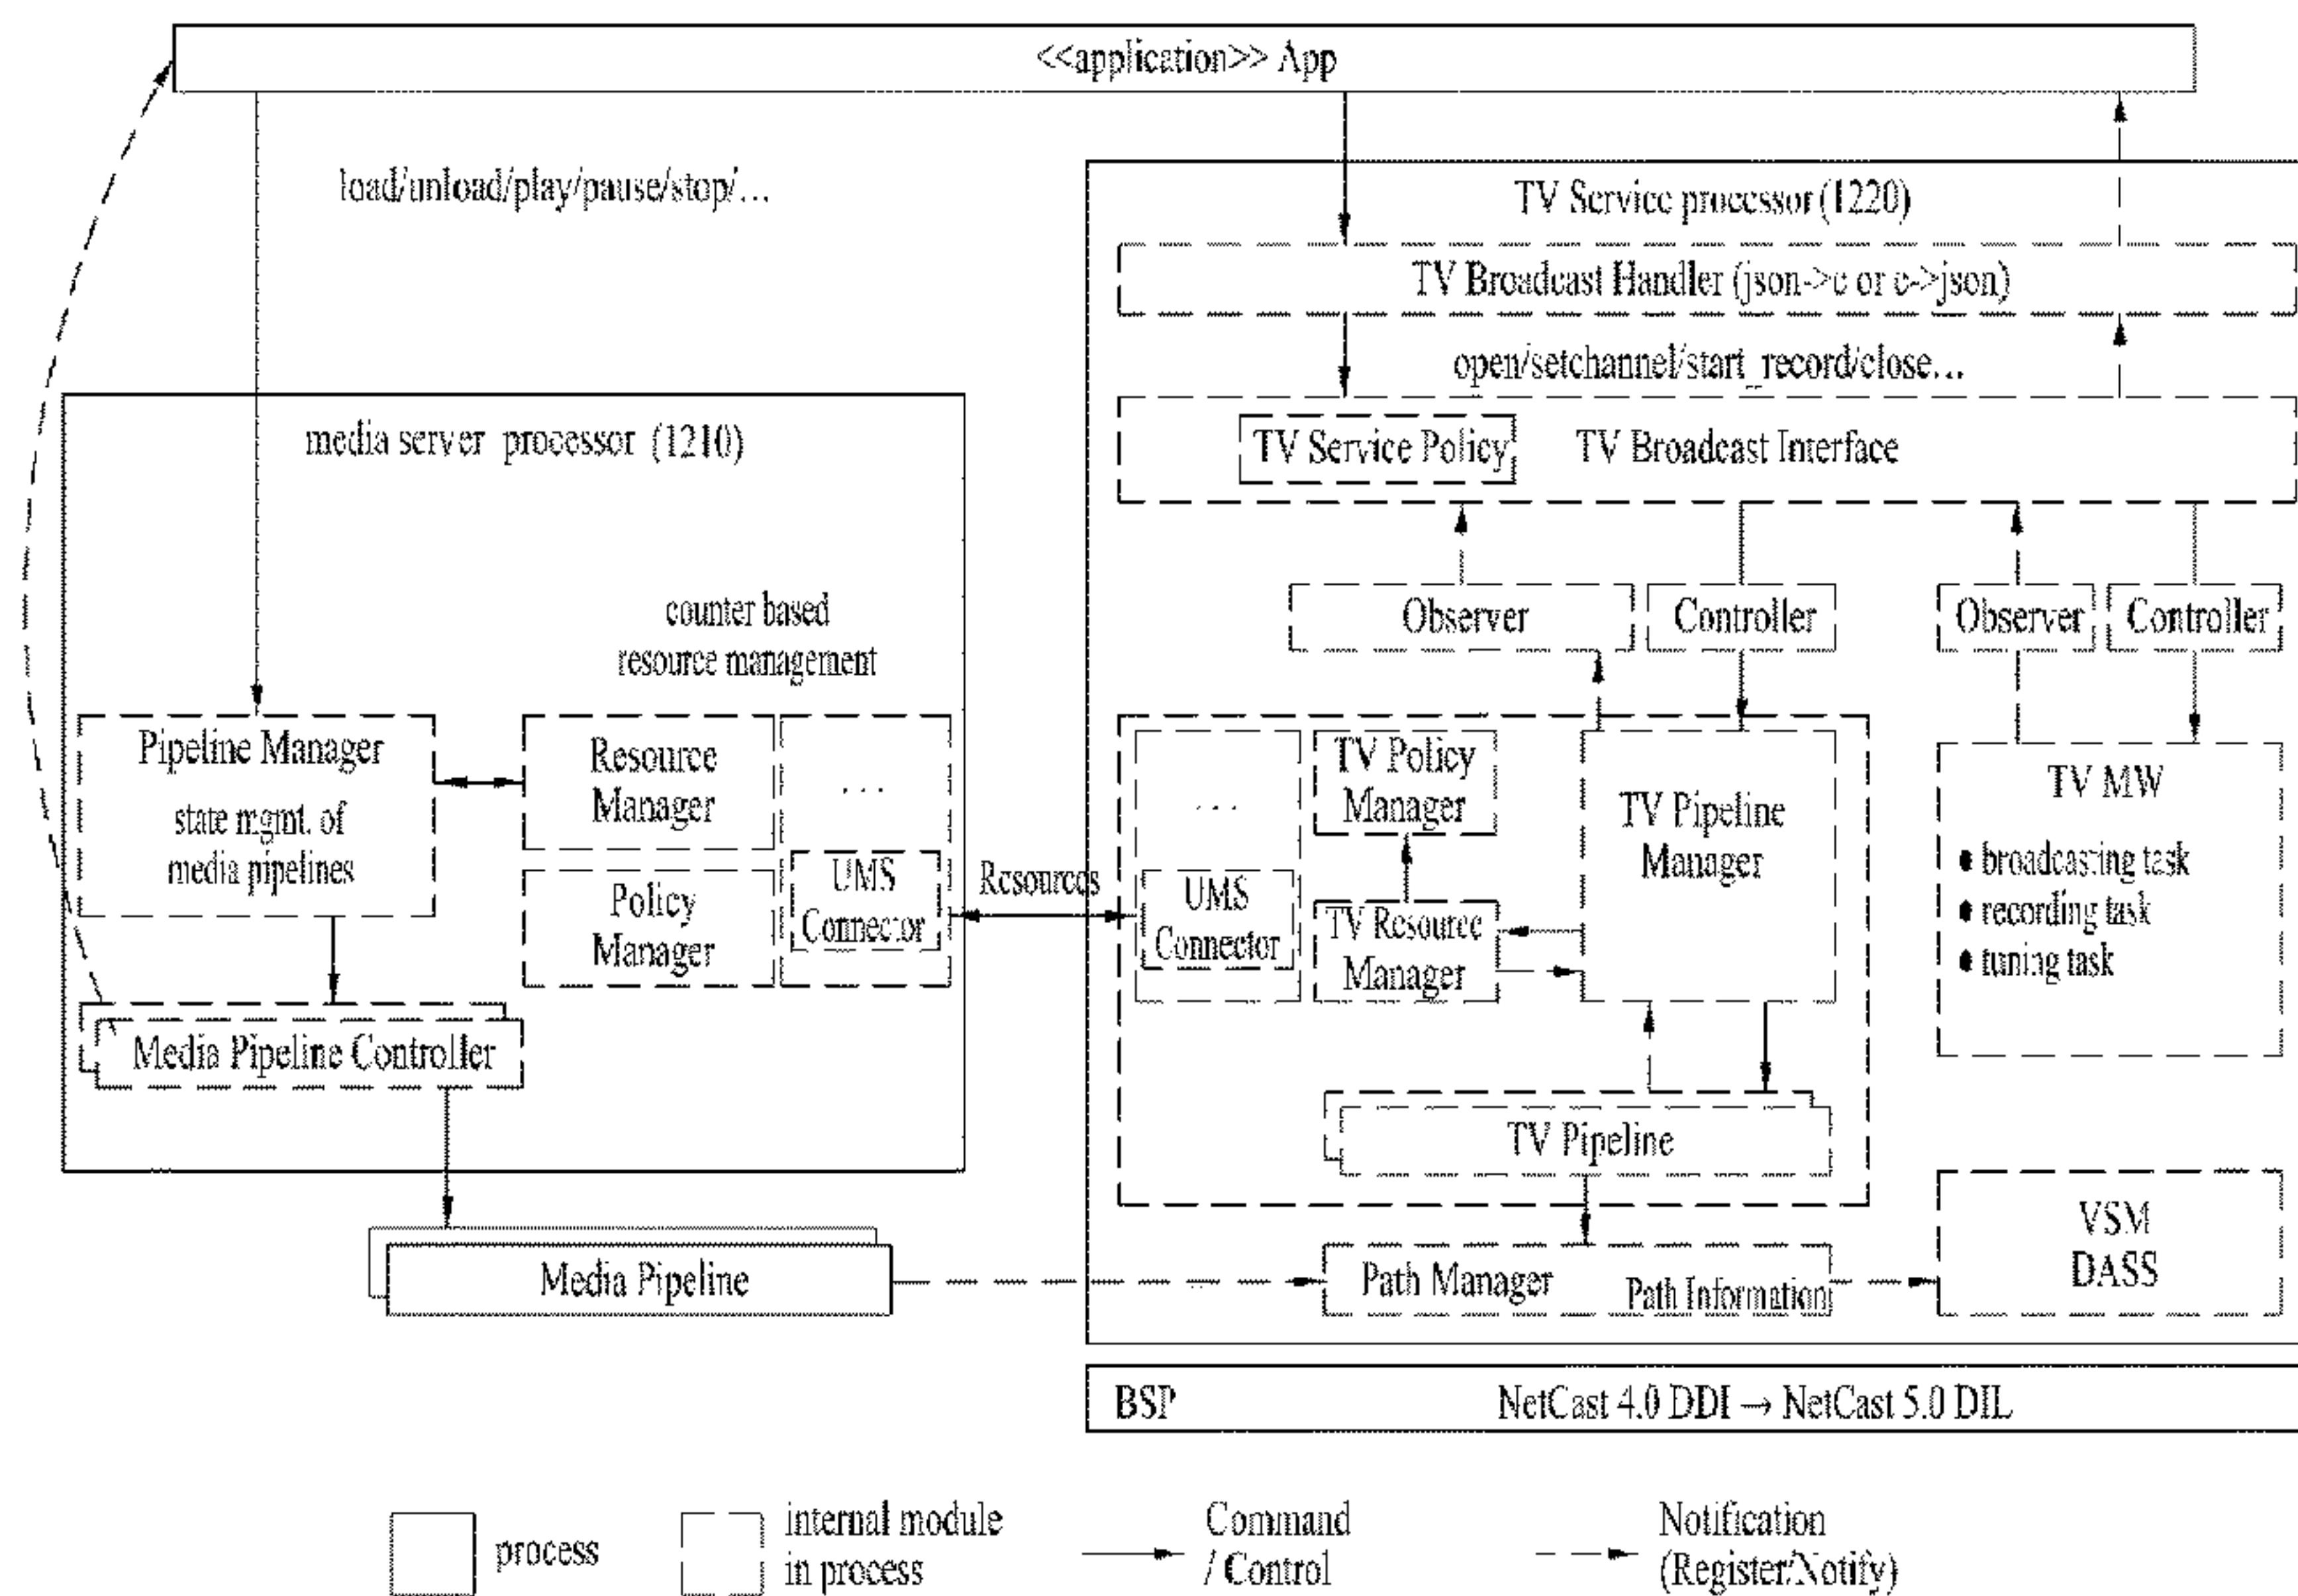 <<application>> App
load/unload/play/pause/stop/...
TV Service processor (1220)
TV Broadcast Handler (json->c or c->json)
open/setchannel/start_record/close...
media server processor (1210)
TV Service Policy
TV Broadcast Interface
counter based
resource management
Observer
Controller
Observer
Controller
Pipeline Manager
state mgmt. of
media pipelines
Resource
Manager
...
Policy
Manager
UMS
Connector
Resources
...
UMS
Connector
TV Policy
Manager
TV Resource
Manager
TV Pipeline
Manager
TV MW
• broadcasting task
• recording task
• tuning task
Media Pipeline Controller
TV Pipeline
Media Pipeline
Path Manager
Path Information
VSM
DASS
BSP
NetCast 4.0 DDI → NetCast 5.0 DIL
process
internal module
in process
Command
/ Control
Notification
(Register/Notify)